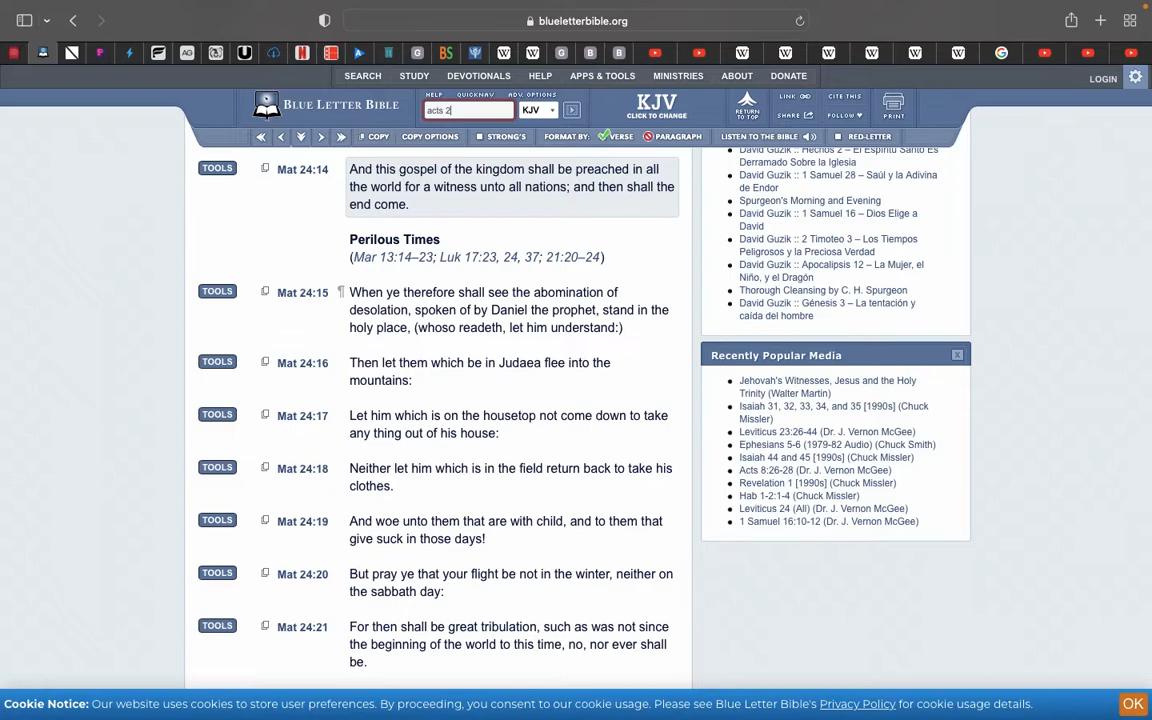 blueletterbible.org
SEARCH STUDY DEVOTIONALS HELP APPS & TOOLS MINISTRIES ABOUT DONATE
LOGIN
BLUE LETTER BIBLE
HELP QUICKNAV ADV. OPTIONS
acts 2
KJV
KJV
CLICK TO CHANGE
RETURN TO TOP
LINK
SHARE
CITE THIS
FOLLOW
PRINT
COPY COPY OPTIONS STRONG'S FORMAT BY: VERSE PARAGRAPH LISTEN TO THE BIBLE RED-LETTER
TOOLS Mat 24:14 And this gospel of the kingdom shall be preached in all
the world for a witness unto all nations; and then shall the
end come.
Perilous Times
(Mar 13:14–23; Luk 17:23, 24, 37; 21:20–24)
TOOLS Mat 24:15 ¶ When ye therefore shall see the abomination of
desolation, spoken of by Daniel the prophet, stand in the
holy place, (whoso readeth, let him understand:)
TOOLS Mat 24:16 Then let them which be in Judaea flee into the
mountains:
TOOLS Mat 24:17 Let him which is on the housetop not come down to take
any thing out of his house:
TOOLS Mat 24:18 Neither let him which is in the field return back to take his
clothes.
TOOLS Mat 24:19 And woe unto them that are with child, and to them that
give suck in those days!
TOOLS Mat 24:20 But pray ye that your flight be not in the winter, neither on
the sabbath day:
TOOLS Mat 24:21 For then shall be great tribulation, such as was not since
the beginning of the world to this time, no, nor ever shall
be.
David Guzik :: Hechos 2 – El Espíritu Santo Es
Derramado Sobre la Iglesia
David Guzik :: 1 Samuel 28 – Saúl y la Adivina
de Endor
Spurgeon's Morning and Evening
David Guzik :: 1 Samuel 16 – Dios Elige a
David
David Guzik :: 2 Timoteo 3 – Los Tiempos
Peligrosos y la Preciosa Verdad
David Guzik :: Apocalipsis 12 – La Mujer, el
Niño, y el Dragón
Thorough Cleansing by C. H. Spurgeon
David Guzik :: Génesis 3 – La tentación y
caída del hombre
Recently Popular Media
Jehovah's Witnesses, Jesus and the Holy
Trinity (Walter Martin)
Isaiah 31, 32, 33, 34, and 35 [1990s] (Chuck
Missler)
Leviticus 23:26-44 (Dr. J. Vernon McGee)
Ephesians 5-6 (1979-82 Audio) (Chuck Smith)
Isaiah 44 and 45 [1990s] (Chuck Missler)
Acts 8:26-28 (Dr. J. Vernon McGee)
Revelation 1 [1990s] (Chuck Missler)
Hab 1-2:1-4 (Chuck Missler)
Leviticus 24 (All) (Dr. J. Vernon McGee)
1 Samuel 16:10-12 (Dr. J. Vernon McGee)
Cookie Notice: Our website uses cookies to store user preferences. By proceeding, you consent to our cookie usage. Please see Blue Letter Bible's Privacy Policy for cookie usage details. OK